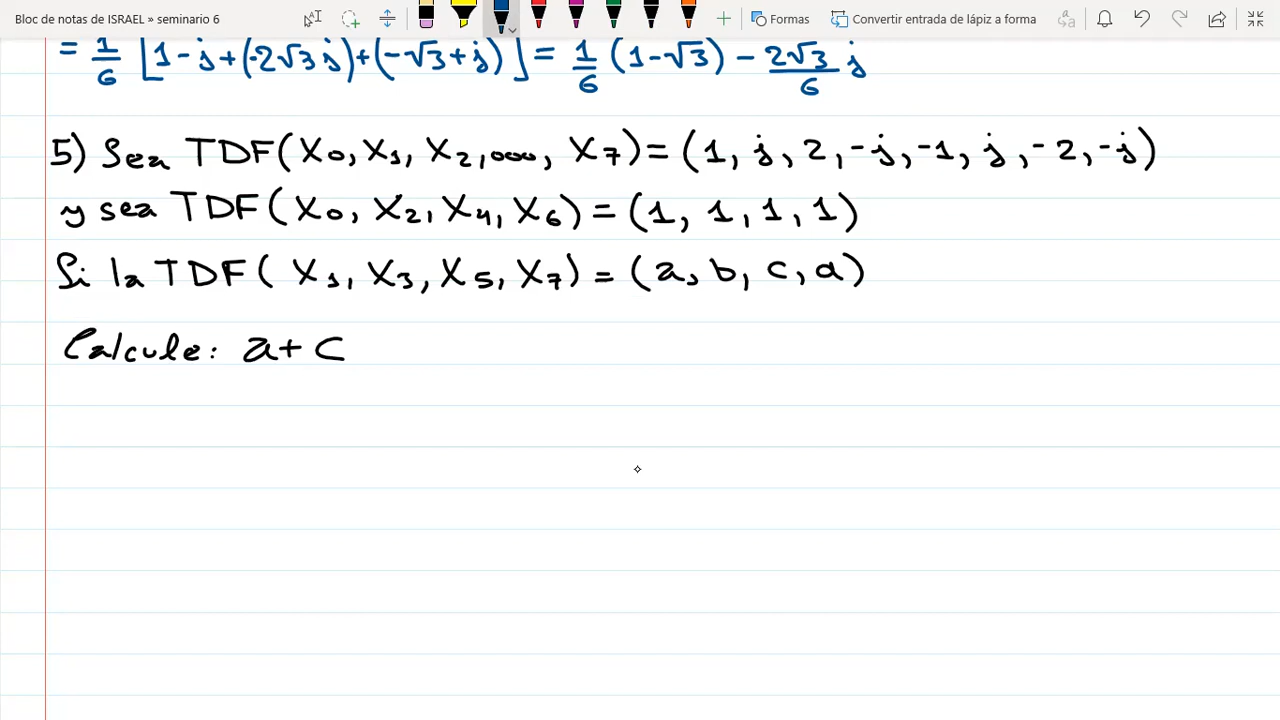 Bloc de notas de ISRAEL » seminario 6
Formas
Convertir entrada de lápiz a forma
= 1/6 [1-j+(-2√3j)+(-√3+j)] = 1/6 (1-√3) - 2√3/6 j
5) Sea TDF(X0, X1, X2,ooo, X7)=(1, j, 2, -j, -1, j, -2, -j)
y sea TDF(X0, X2, X4, X6) = (1, 1, 1, 1)
Si la TDF( X1, X3, X5, X7) = (a, b, c, a)
Calcule: a+c